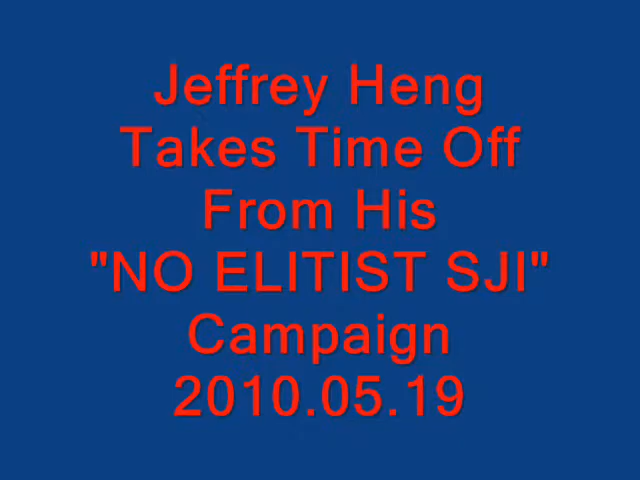 Jeffrey Heng
Takes Time Off
From His
"NO ELITIST SJI"
Campaign
2010.05.19